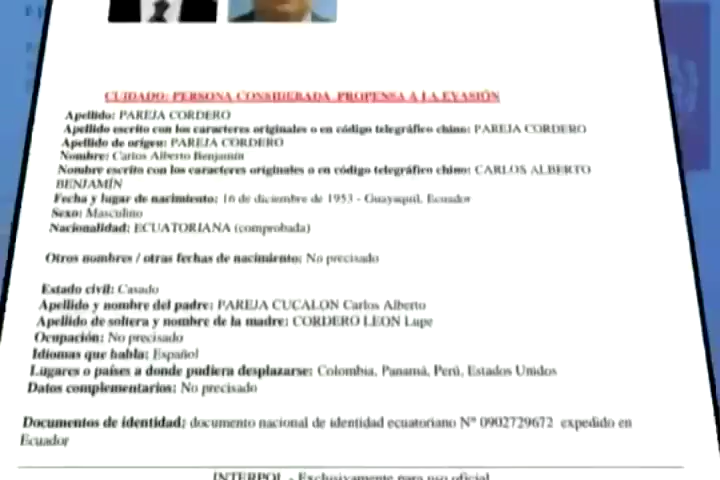 CUIDADO: PERSONA CONSIDERADA PROPENSA A LA EVASIÓN
Apellido: PAREJA CORDERO
Apellido escrito con los caracteres originales o en código telegráfico chino: PAREJA CORDERO
Apellido de origen: PAREJA CORDERO
Nombre: Carlos Alberto Benjamín
Nombre escrito con los caracteres originales o en código telegráfico chino: CARLOS ALBERTO
BENJAMÍN
Fecha y lugar de nacimiento: 16 de diciembre de 1953 - Guayaquil, Ecuador
Sexo: Masculino
Nacionalidad: ECUATORIANA (comprobada)
Otros nombres / otras fechas de nacimiento: No precisado
Estado civil: Casado
Apellido y nombre del padre: PAREJA CUCALON Carlos Alberto
Apellido de soltera y nombre de la madre: CORDERO LEON Lupe
Ocupación: No precisado
Idiomas que habla: Español
Lugares o países a donde pudiera desplazarse: Colombia, Panamá, Perú, Estados Unidos
Datos complementarios: No precisado
Documentos de identidad: documento nacional de identidad ecuatoriano Nº 0902729672 expedido en
Ecuador
INTERPOL - Exclusivamente para uso oficial